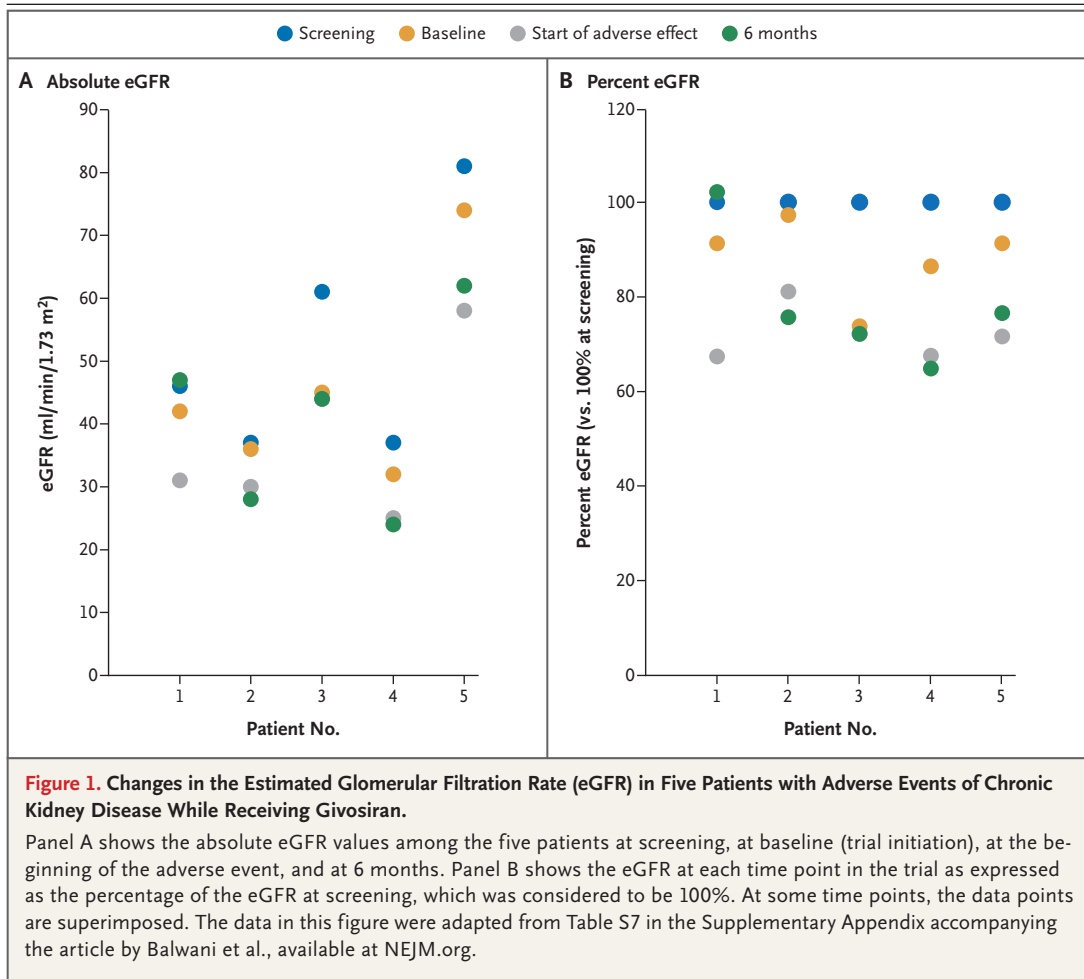 Screening Baseline Start of adverse effect 6 months
A Absolute eGFR
90
80
70
60
50
40
30
20
10
0
eGFR (ml/min/1.73 m²)
1 2 3 4 5
Patient No.
B Percent eGFR
120
100
80
60
40
20
0
Percent eGFR (vs. 100% at screening)
1 2 3 4 5
Patient No.
Figure 1. Changes in the Estimated Glomerular Filtration Rate (eGFR) in Five Patients with Adverse Events of Chronic
Kidney Disease While Receiving Givosiran.
Panel A shows the absolute eGFR values among the five patients at screening, at baseline (trial initiation), at the be-
ginning of the adverse event, and at 6 months. Panel B shows the eGFR at each time point in the trial as expressed
as the percentage of the eGFR at screening, which was considered to be 100%. At some time points, the data points
are superimposed. The data in this figure were adapted from Table S7 in the Supplementary Appendix accompanying
the article by Balwani et al., available at NEJM.org.